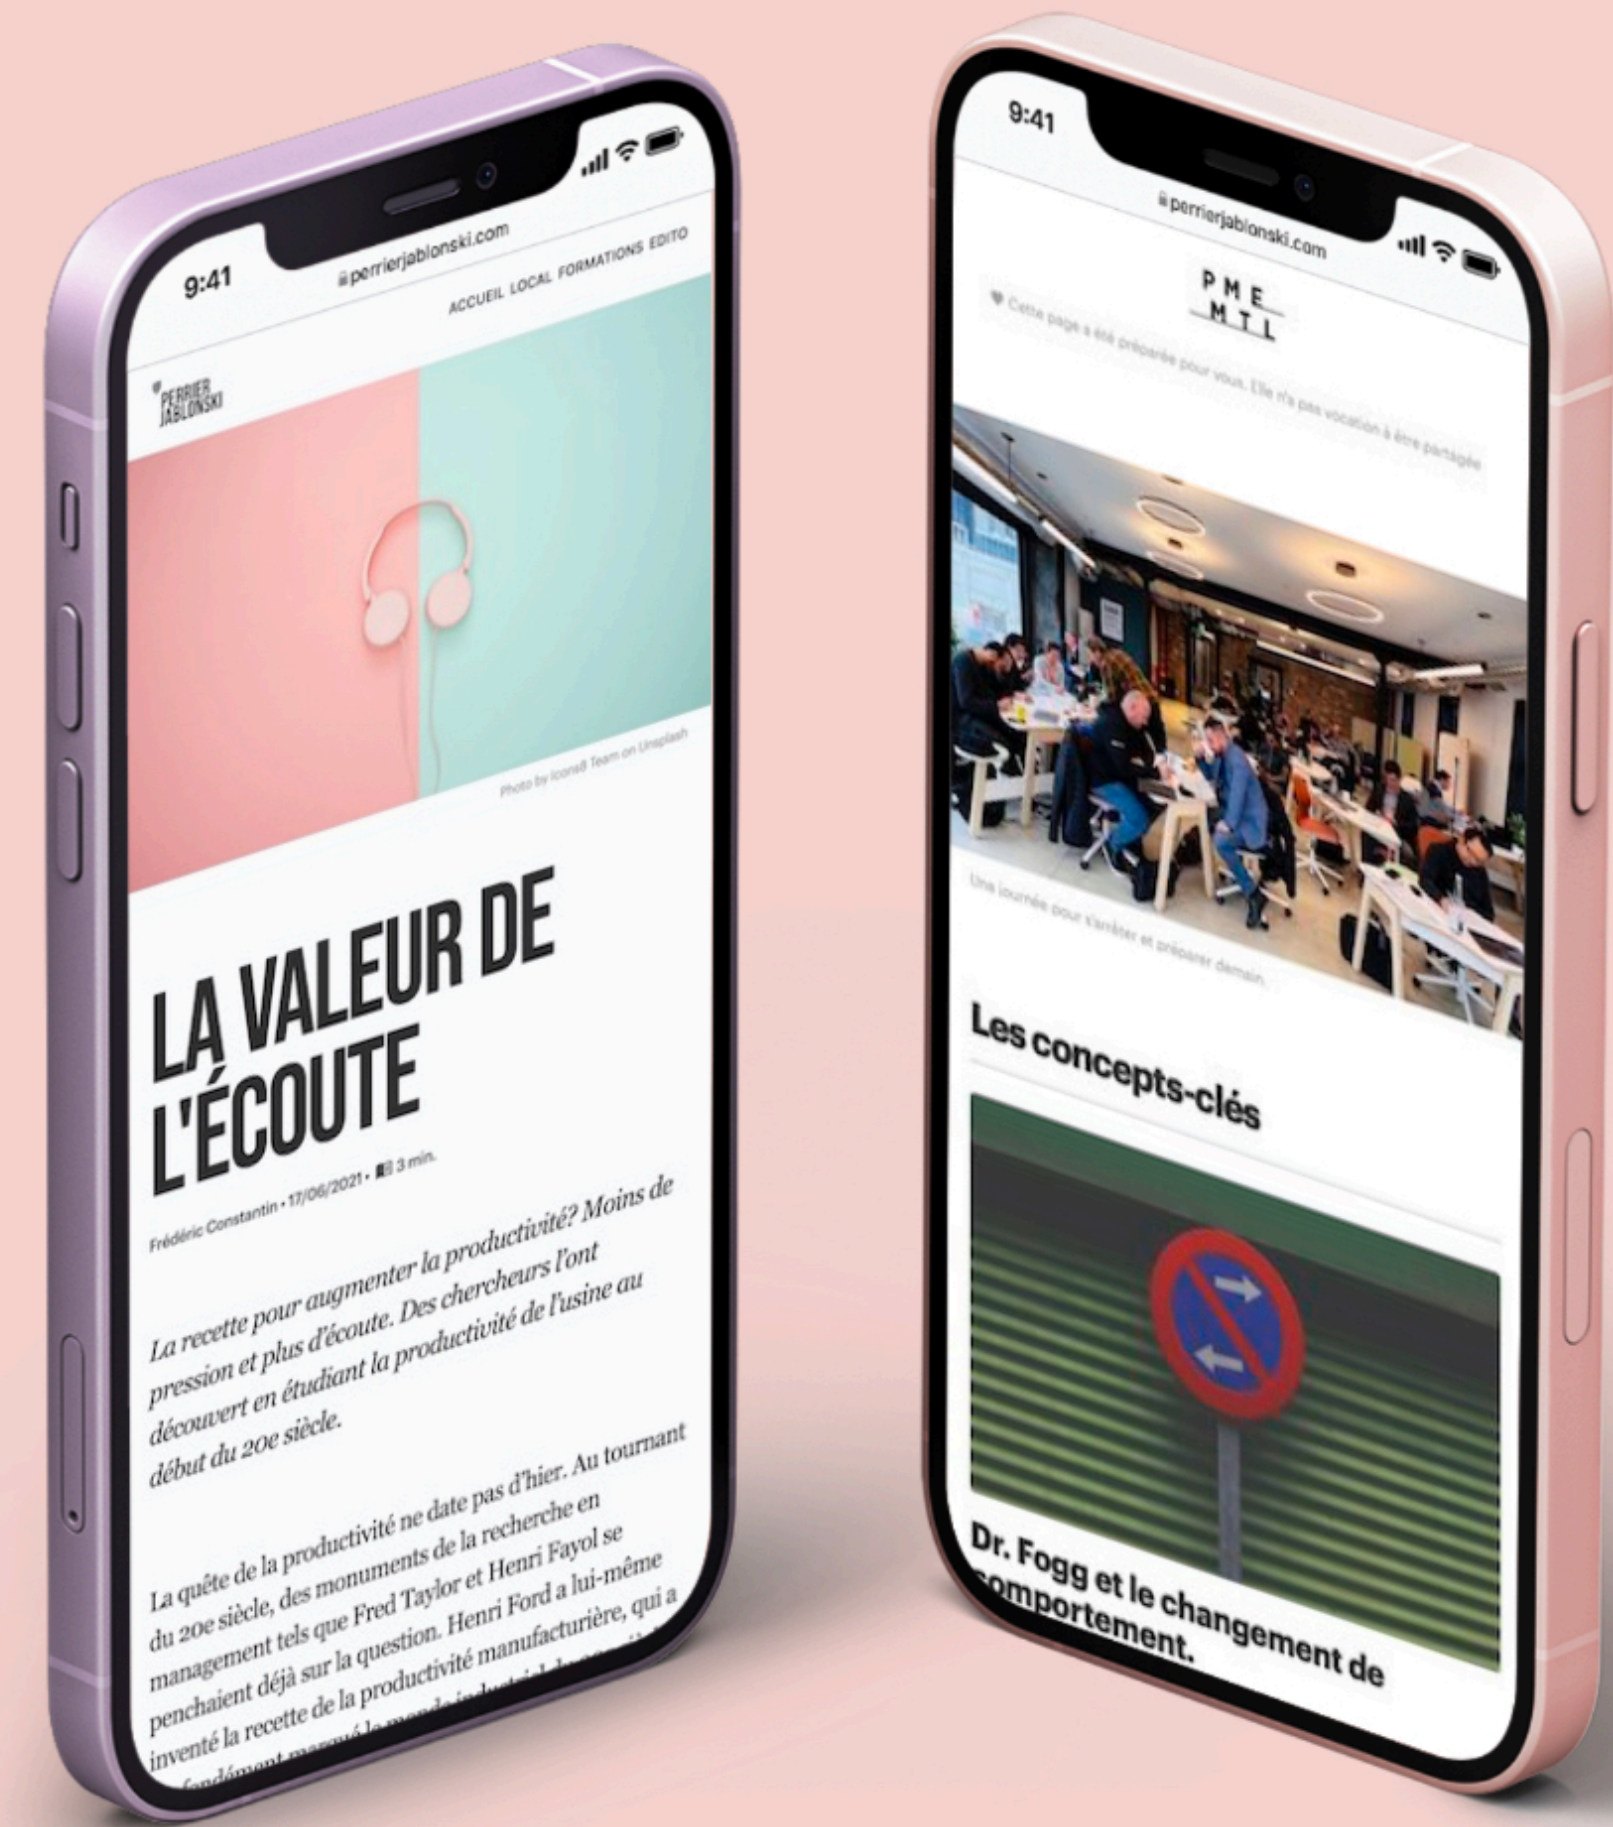 9:41
perrierjablonski.com
ACCUEIL LOCAL FORMATIONS EDITO
PERRIER
JABLONSKI
Photo by Icons8 Team on Unsplash
LA VALEUR DE
L'ÉCOUTE
Frédéric Constantin • 17/06/2021 • 3 min.
La recette pour augmenter la productivité? Moins de
pression et plus d'écoute. Des chercheurs l'ont
découvert en étudiant la productivité de l'usine au
début du 20e siècle.
La quête de la productivité ne date pas d'hier. Au tournant
du 20e siècle, des monuments de la recherche en
management tels que Fred Taylor et Henri Fayol se
penchaient déjà sur la question. Henri Ford a lui-même
inventé la recette de la productivité manufacturière, qui a
marqué le monde
9:41
perrierjablonski.com
PME
MTL
Cette page a été préparée pour vous. Elle n'a pas vocation à être partagée
Une journée pour s'arrêter et préparer demain.
Les concepts-clés
Dr. Fogg et le changement de
comportement.